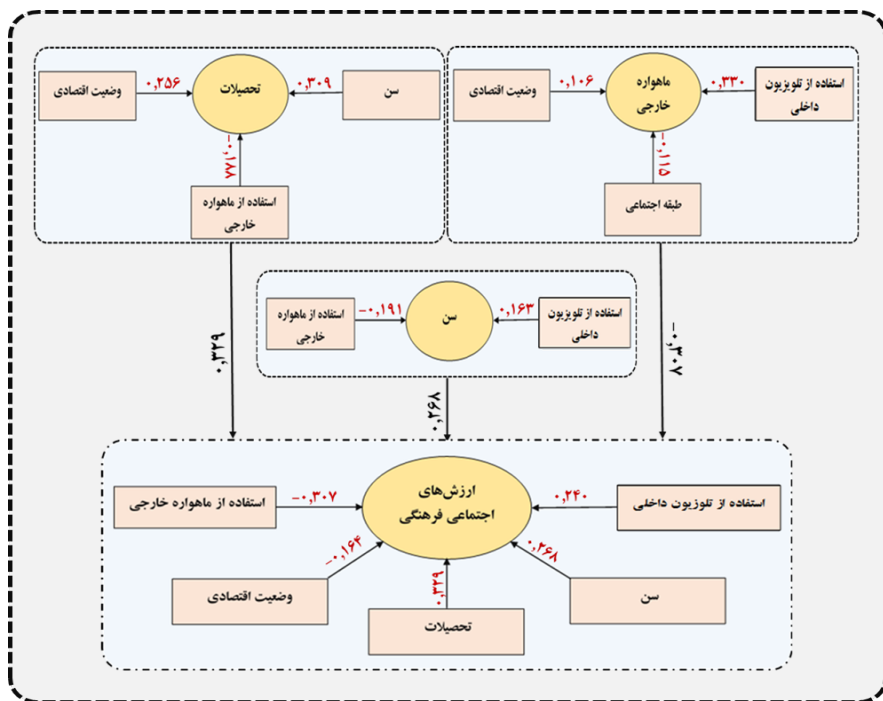 استفاده از تلویزیون
داخلی
۰,۳۳۰
ماهواره
خارجی
۰,۱۰۶
وضعیت اقتصادی
-۰,۱۱۵
طبقه اجتماعی
سن
۰,۳۰۹
تحصیلات
۰,۲۵۶
وضعیت اقتصادی
-۰,۱۷۸
استفاده از ماهواره
خارجی
استفاده از تلویزیون
داخلی
۰,۱۶۳
سن
-۰,۱۹۱
استفاده از ماهواره
خارجی
-۰,۳۰۷
۰,۲۶۸
۰,۳۲۹
ارزش‌های
اجتماعی فرهنگی
استفاده از تلوزیون داخلی
۰,۲۴۰
استفاده از ماهواره خارجی
-۰,۳۰۷
سن
۰,۲۶۸
تحصیلات
۰,۳۲۹
وضعیت اقتصادی
-۰,۱۶۴